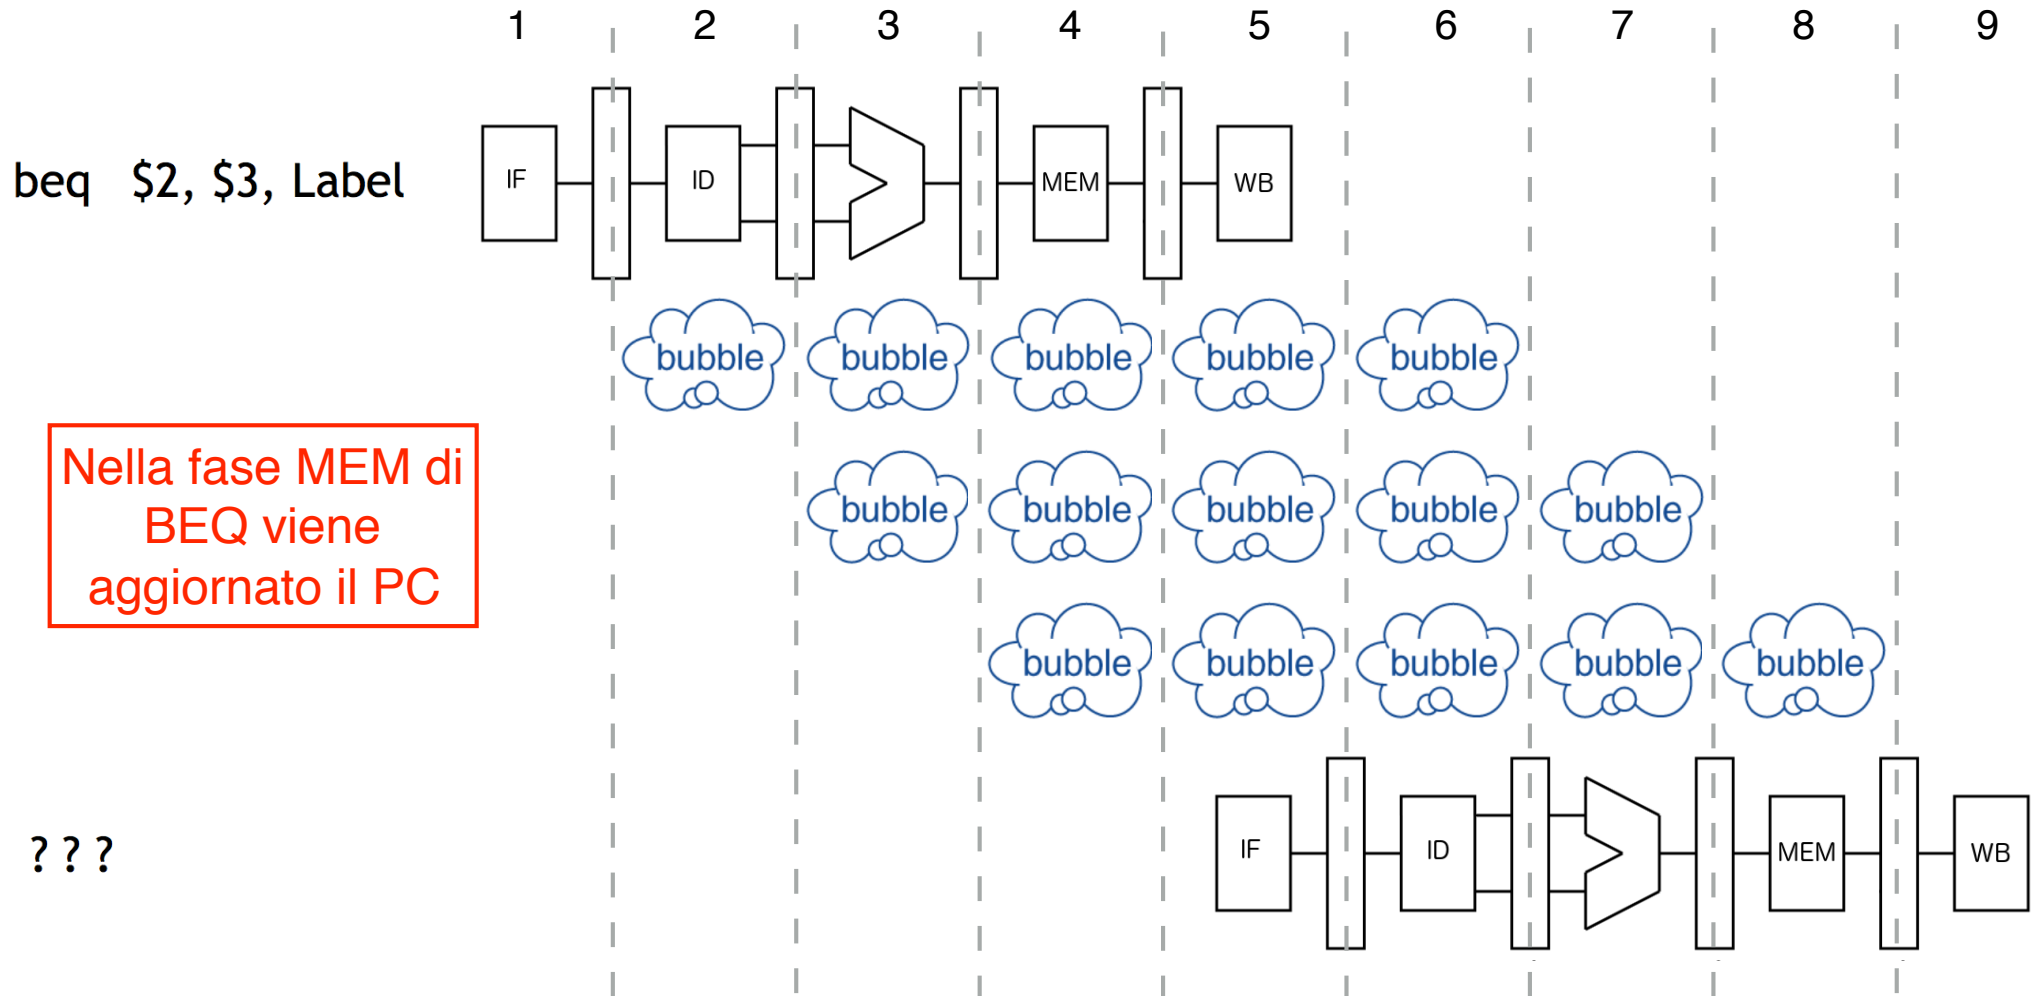 1 2 3 4 5 6 7 8 9
beq $2, $3, Label IF ID MEM WB
bubble bubble bubble bubble bubble
Nella fase MEM di
BEQ viene
aggiornato il PC
bubble bubble bubble bubble bubble
bubble bubble bubble bubble bubble
? ? ? IF ID MEM WB